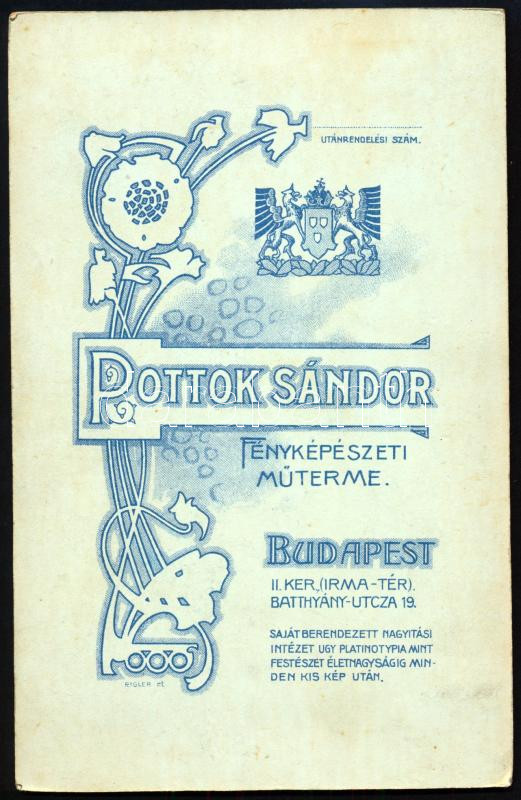 UTÁNRENDELÉSI SZÁM.
POTTOK SÁNDOR
FÉNYKÉPÉSZETI
MŰTERME.
BUDAPEST
II. KER., (IRMA-TÉR).
BATTHYÁNY-UTCZA 19.
SAJÁT BERENDEZETT NAGYITÁSI
INTÉZET UGY PLATINOTYPIA MINT
FESTÉSZET ÉLETNAGYSÁGIG MIN-
DEN KIS KÉP UTÁN.
RIGLER